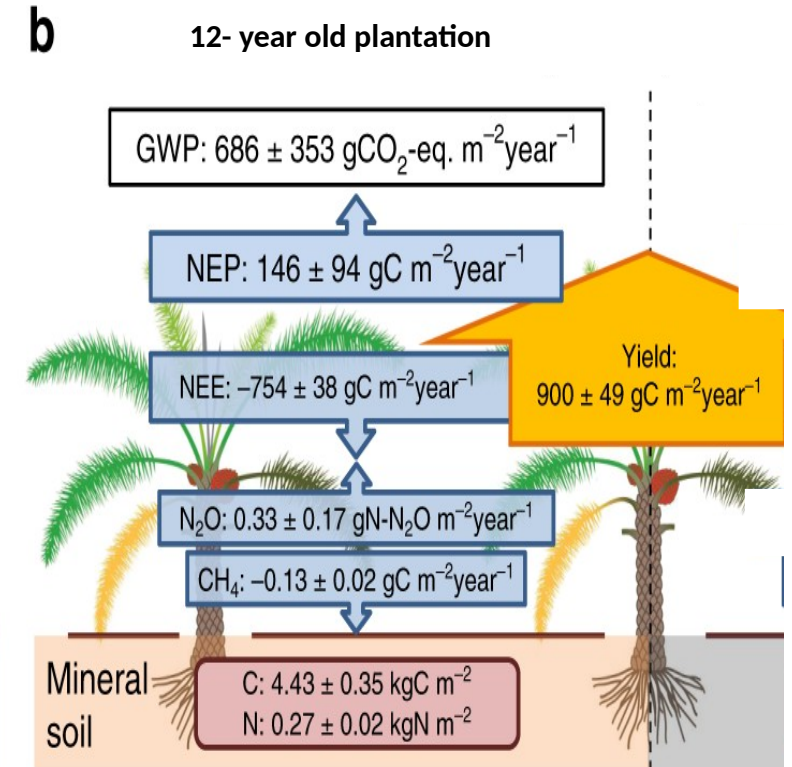 b
12- year old plantation
GWP: 686 ± 353 gCO₂-eq. m⁻²year⁻¹
NEP: 146 ± 94 gC m⁻²year⁻¹
NEE: –754 ± 38 gC m⁻²year⁻¹
Yield:
900 ± 49 gC m⁻²year⁻¹
N₂O: 0.33 ± 0.17 gN-N₂O m⁻²year⁻¹
CH₄: –0.13 ± 0.02 gC m⁻²year⁻¹
Mineral
soil
C: 4.43 ± 0.35 kgC m⁻²
N: 0.27 ± 0.02 kgN m⁻²